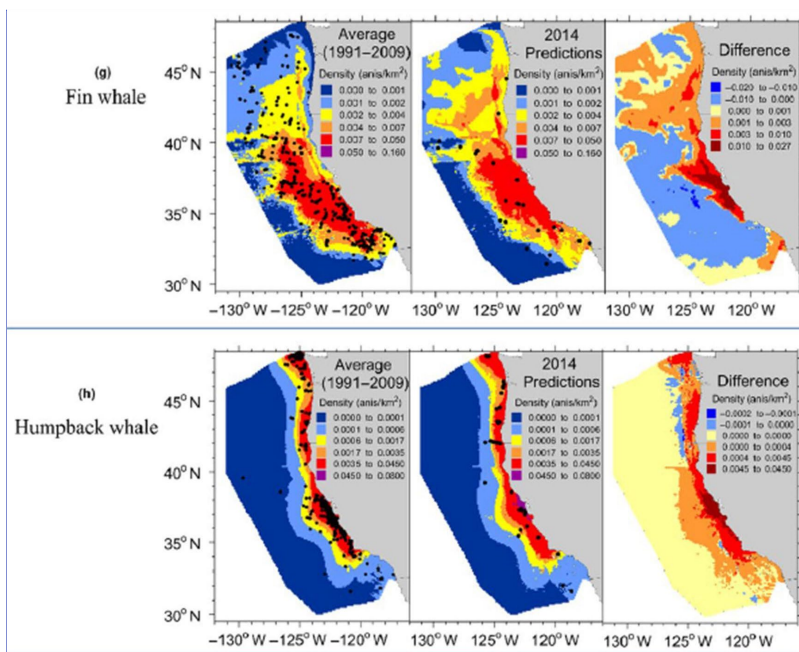 (g)
Fin whale
Average
(1991–2009)
Density (anis/km²)
0.000 to 0.001
0.001 to 0.002
0.002 to 0.004
0.004 to 0.007
0.007 to 0.050
0.050 to 0.160
2014
Predictions
Density (anis/km²)
0.000 to 0.001
0.001 to 0.002
0.002 to 0.004
0.004 to 0.007
0.007 to 0.050
0.050 to 0.160
Difference
Density (anis/km²)
−0.020 to −0.010
−0.010 to 0.000
0.000 to 0.001
0.001 to 0.003
0.003 to 0.010
0.010 to 0.027
45° N
40° N
35° N
30° N
−130° W −125° W −120° W
130° W 125° W 120° W
130° W 125° W 120° W
(h)
Humpback whale
Average
(1991–2009)
Density (anis/km²)
0.0000 to 0.0001
0.0001 to 0.0006
0.0006 to 0.0017
0.0017 to 0.0035
0.0035 to 0.0450
0.0450 to 0.0800
2014
Predictions
Density (anis/km²)
0.0000 to 0.0001
0.0001 to 0.0006
0.0006 to 0.0017
0.0017 to 0.0035
0.0035 to 0.0450
0.0450 to 0.0800
Difference
Density (anis/km²)
−0.0002 to −0.0001
−0.0001 to 0.0000
0.0000 to 0.0000
0.0000 to 0.0004
0.0004 to 0.0045
0.0045 to 0.0450
45° N
40° N
35° N
30° N
−130° W −125° W −120° W
−130° W −125° W −120° W
−130° W −125° W −120° W